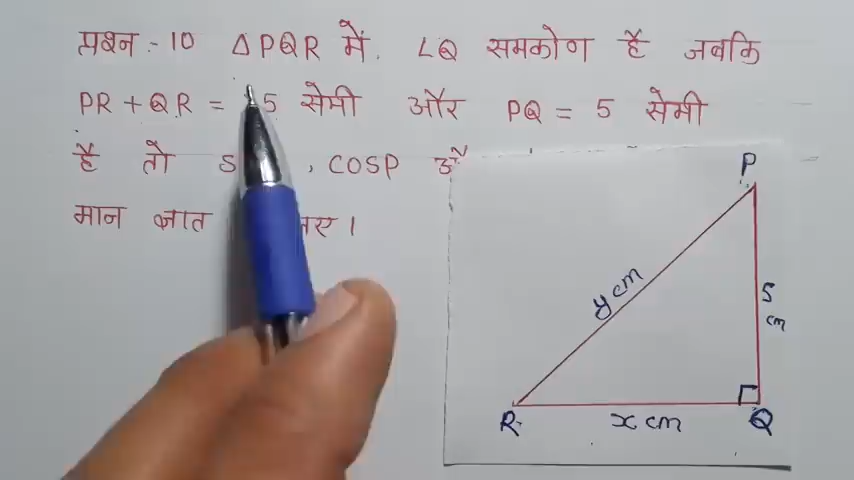 प्रश्न:- 10 ΔPQR में, ∠Q समकोण है जबकि
PR + QR = 5 सेमी और PQ = 5 सेमी
है तो , COSP
मान ज्ञात
P
y cm
5
cm
R
x cm
Q